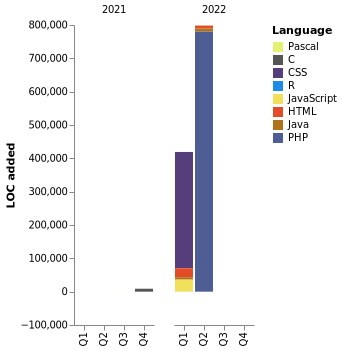 2021 2022
Language
Pascal
C
CSS
R
JavaScript
HTML
Java
PHP
LOC added
800,000
700,000
600,000
500,000
400,000
300,000
200,000
100,000
0
−100,000
Q1 Q2 Q3 Q4 Q1 Q2 Q3 Q4